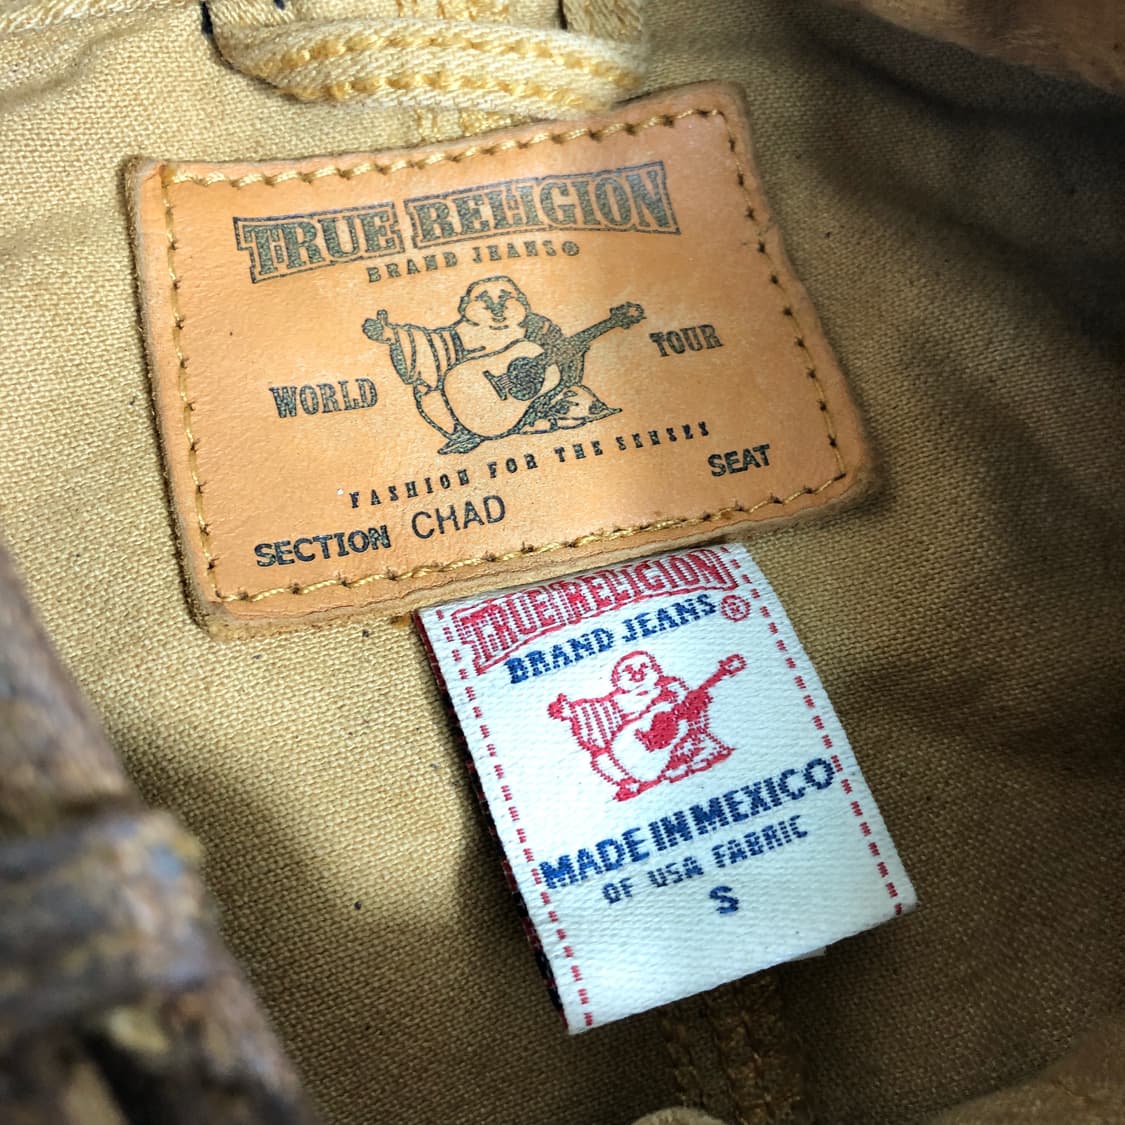 TRUE RELIGION
BRAND JEANS®
WORLD TOUR
FASHION FOR THE SENSES
SECTION CHAD SEAT
TRUE RELIGION
BRAND JEANS®
MADE IN MEXICO
OF USA FABRIC
S